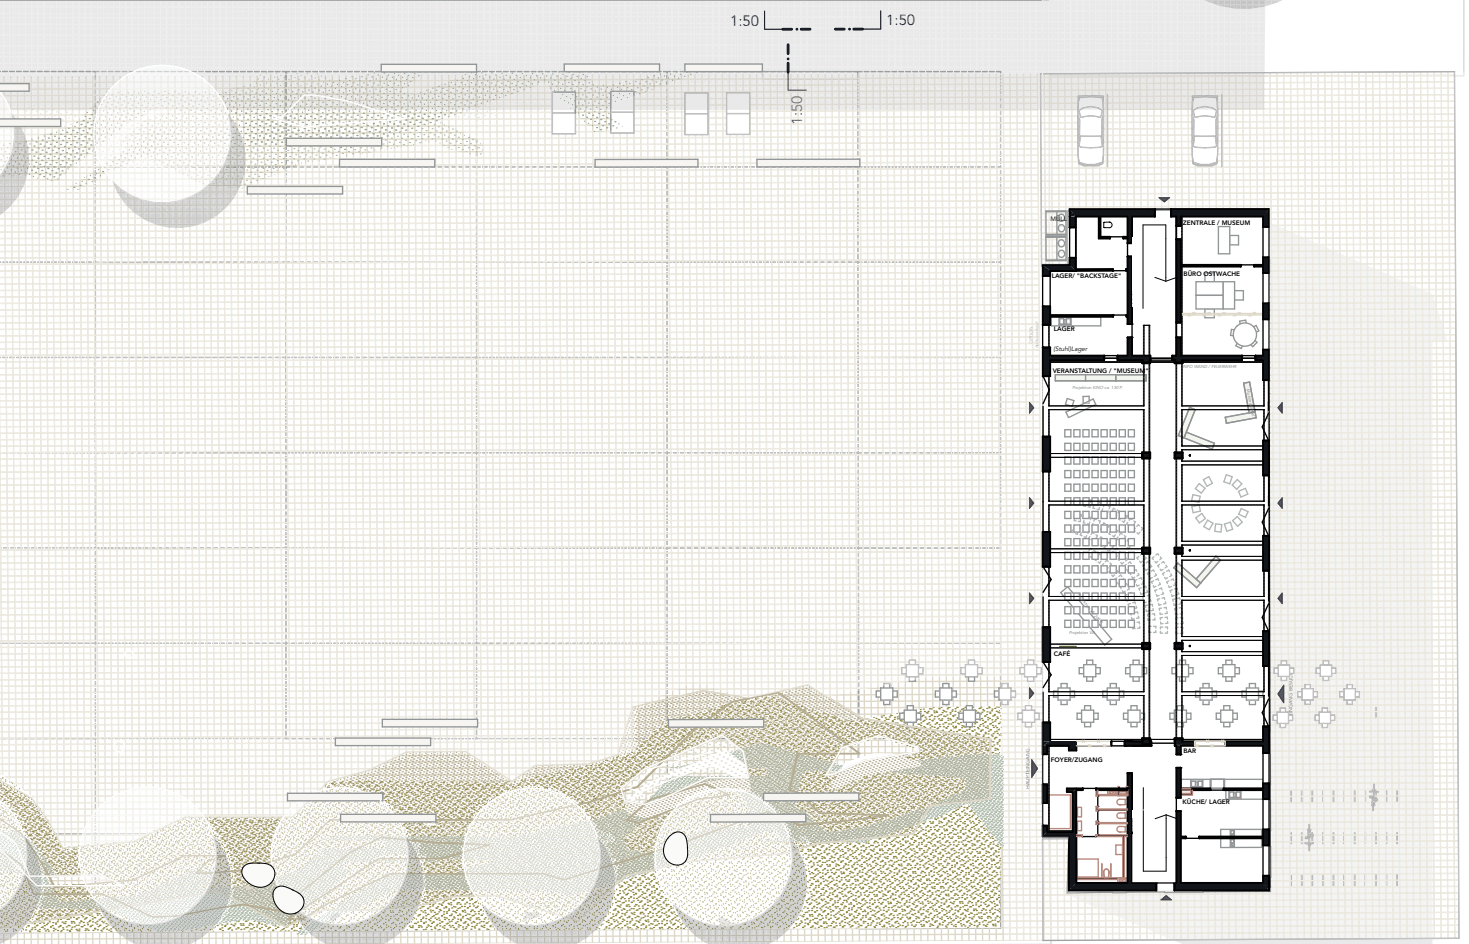 1:50
1:50
1:50
MÜLL
ZENTRALE / MUSEUM
LAGER/ "BACKSTAGE"
BÜRO OSTWACHE
LAGER
(Stuhl)Lager
VERANSTALTUNG / "MUSEUM"
CAFÉ
FOYER/ZUGANG
BAR
KÜCHE/ LAGER